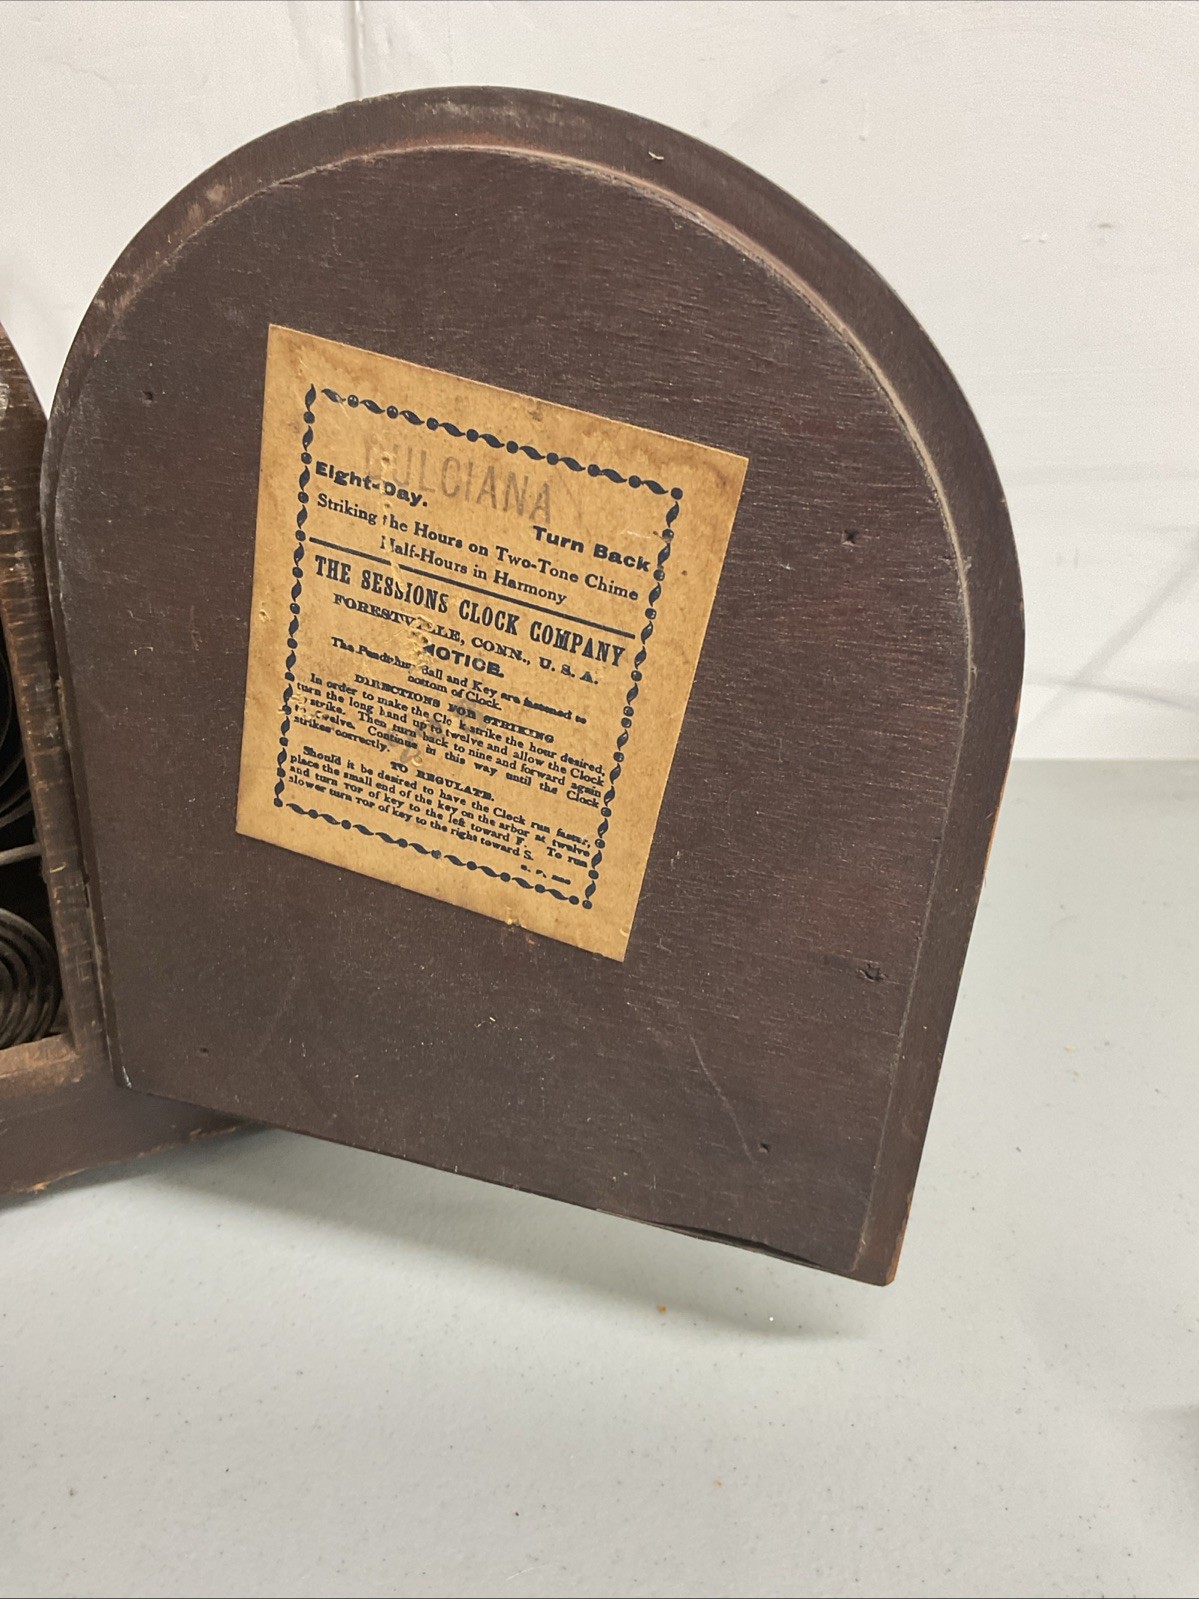 DULCIANA
Eight-Day.
Turn Back
Striking the Hours on Two-Tone Chime
Half-Hours in Harmony
THE SESSIONS CLOCK COMPANY
FORESTVILLE, CONN., U. S. A.
NOTICE.
The Pendulum Ball and Key are fastened to
bottom of Clock.
DIRECTIONS FOR STRIKING
In order to make the Clock strike the hour desired,
turn the long hand up to twelve and allow the Clock
to strike. Then turn back to nine and forward again
to twelve. Continue in this way until the Clock
strikes correctly.
TO REGULATE.
Should it be desired to have the Clock run faster,
place the small end of the key on the arbor at twelve
and turn TOP of key to the left toward F. To run
slower turn TOP of key to the right toward S.